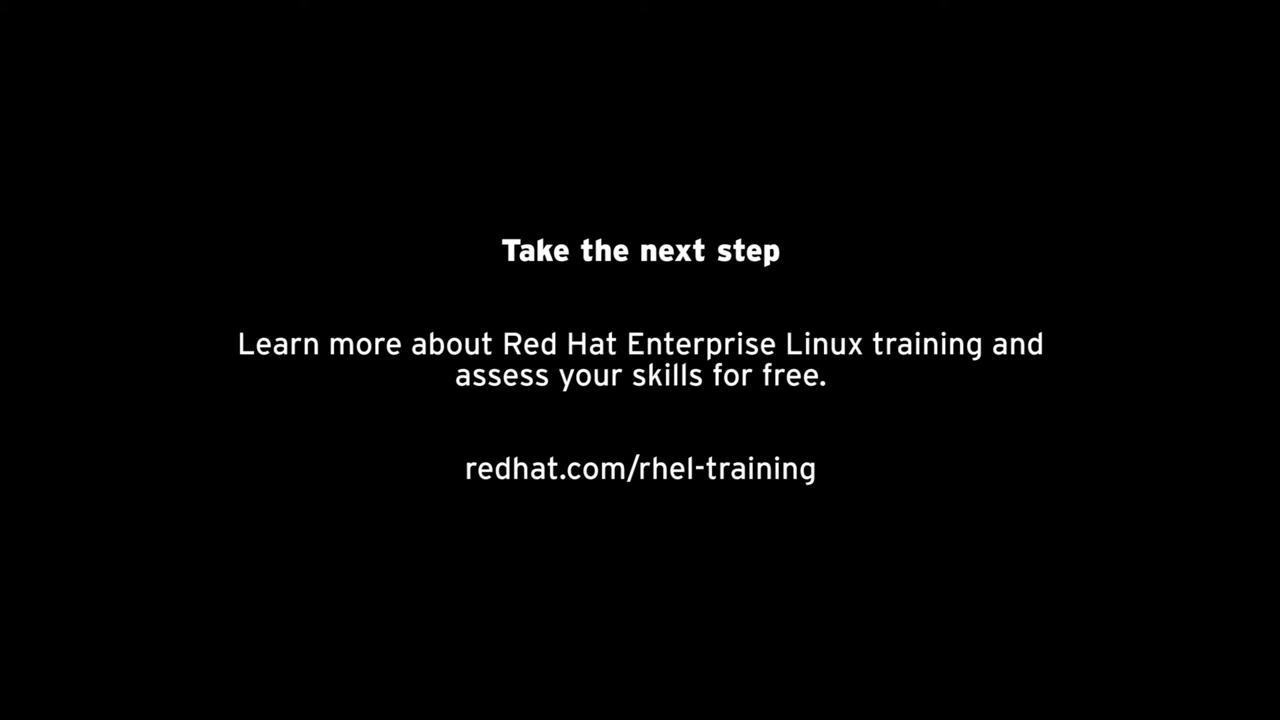 Take the next step
Learn more about Red Hat Enterprise Linux training and
assess your skills for free.
redhat.com/rhel-training